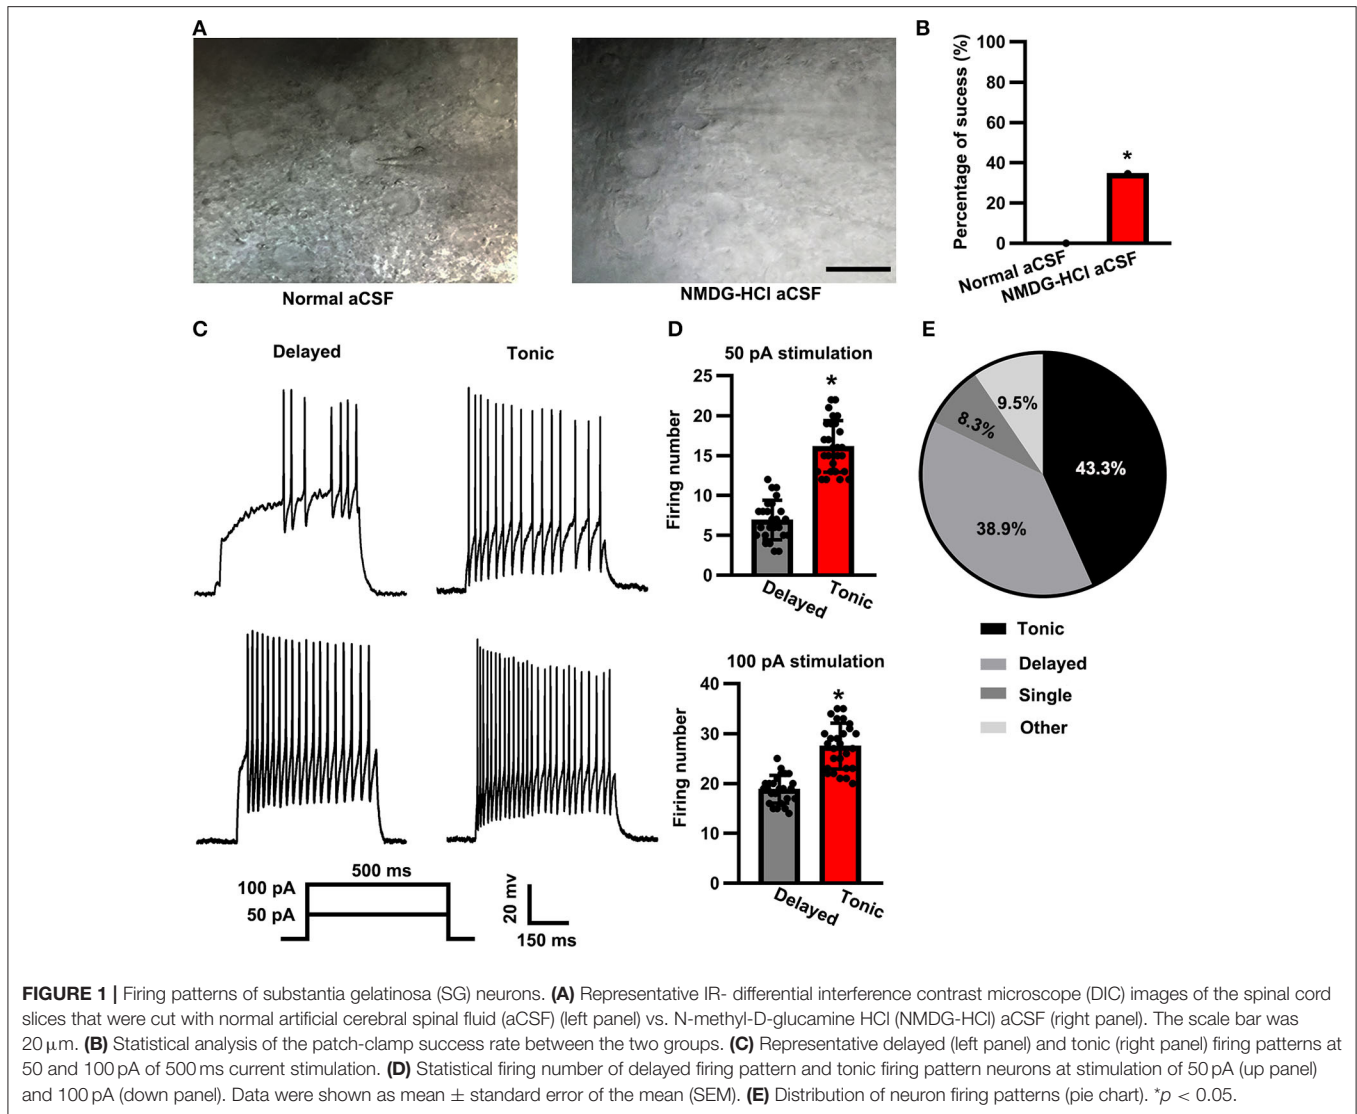 A
B
Percentage of sucess (%)
100
80
60
40
20
0
*
Normal aCSF
NMDG-HCl aCSF
Normal aCSF
NMDG-HCl aCSF
C
Delayed
Tonic
500 ms
100 pA
50 pA
20 mv
150 ms
D
50 pA stimulation
Firing number
25
20
15
10
5
0
*
Delayed
Tonic
100 pA stimulation
Firing number
40
30
20
10
0
*
Delayed
Tonic
E
9.5%
8.3%
43.3%
38.9%
Tonic
Delayed
Single
Other
FIGURE 1 | Firing patterns of substantia gelatinosa (SG) neurons. (A) Representative IR- differential interference contrast microscope (DIC) images of the spinal cord
slices that were cut with normal artificial cerebral spinal fluid (aCSF) (left panel) vs. N-methyl-D-glucamine HCl (NMDG-HCl) aCSF (right panel). The scale bar was
20 μm. (B) Statistical analysis of the patch-clamp success rate between the two groups. (C) Representative delayed (left panel) and tonic (right panel) firing patterns at
50 and 100 pA of 500 ms current stimulation. (D) Statistical firing number of delayed firing pattern and tonic firing pattern neurons at stimulation of 50 pA (up panel)
and 100 pA (down panel). Data were shown as mean ± standard error of the mean (SEM). (E) Distribution of neuron firing patterns (pie chart). *p < 0.05.